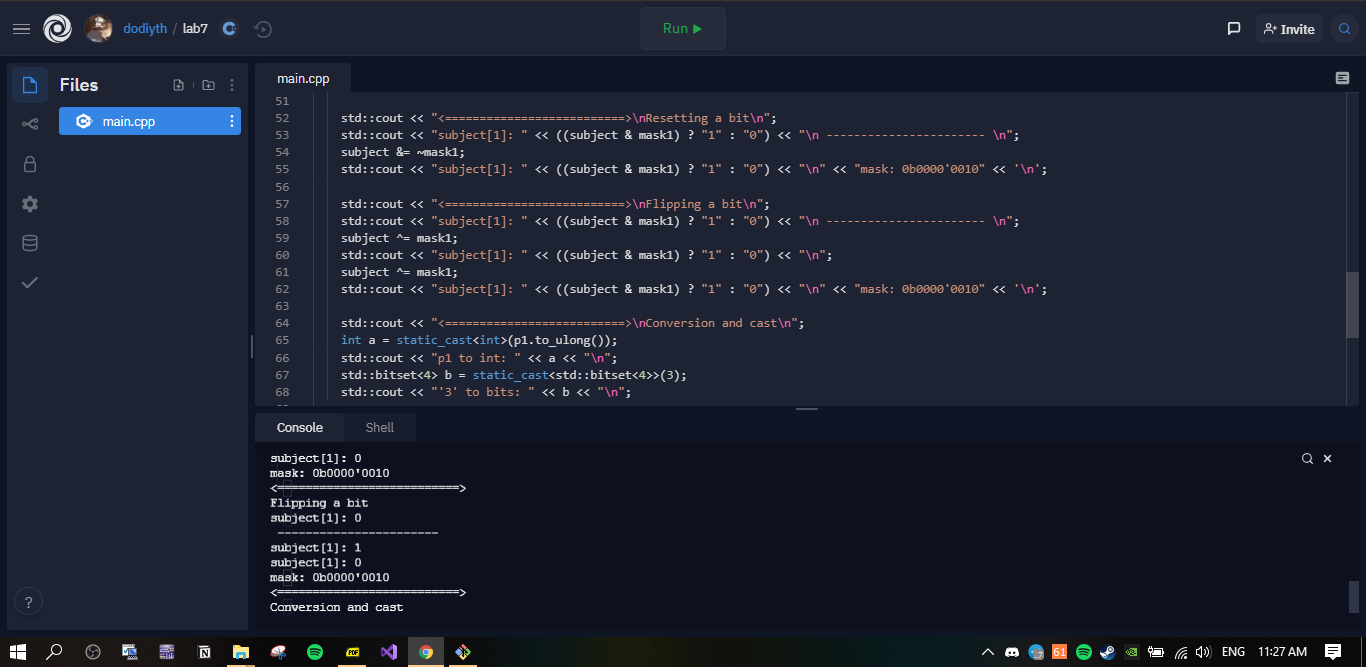 dodiyth / lab7
Run
Invite
Files
main.cpp
main.cpp
51
52 std::cout << "<==========================>\nResetting a bit\n";
53 std::cout << "subject[1]: " << ((subject & mask1) ? "1" : "0") << "\n ----------------------- \n";
54 subject &= ~mask1;
55 std::cout << "subject[1]: " << ((subject & mask1) ? "1" : "0") << "\n" << "mask: 0b0000'0010" << '\n';
56
57 std::cout << "<==========================>\nFlipping a bit\n";
58 std::cout << "subject[1]: " << ((subject & mask1) ? "1" : "0") << "\n ----------------------- \n";
59 subject ^= mask1;
60 std::cout << "subject[1]: " << ((subject & mask1) ? "1" : "0") << "\n";
61 subject ^= mask1;
62 std::cout << "subject[1]: " << ((subject & mask1) ? "1" : "0") << "\n" << "mask: 0b0000'0010" << '\n';
63
64 std::cout << "<==========================>\nConversion and cast\n";
65 int a = static_cast<int>(p1.to_ulong());
66 std::cout << "p1 to int: " << a << "\n";
67 std::bitset<4> b = static_cast<std::bitset<4>>(3);
68 std::cout << "'3' to bits: " << b << "\n";
Console Shell
subject[1]: 0
mask: 0b0000'0010
<==========================>
Flipping a bit
subject[1]: 0
-----------------------
subject[1]: 1
subject[1]: 0
mask: 0b0000'0010
<==========================>
Conversion and cast
?
PDF
61
ENG 11:27 AM